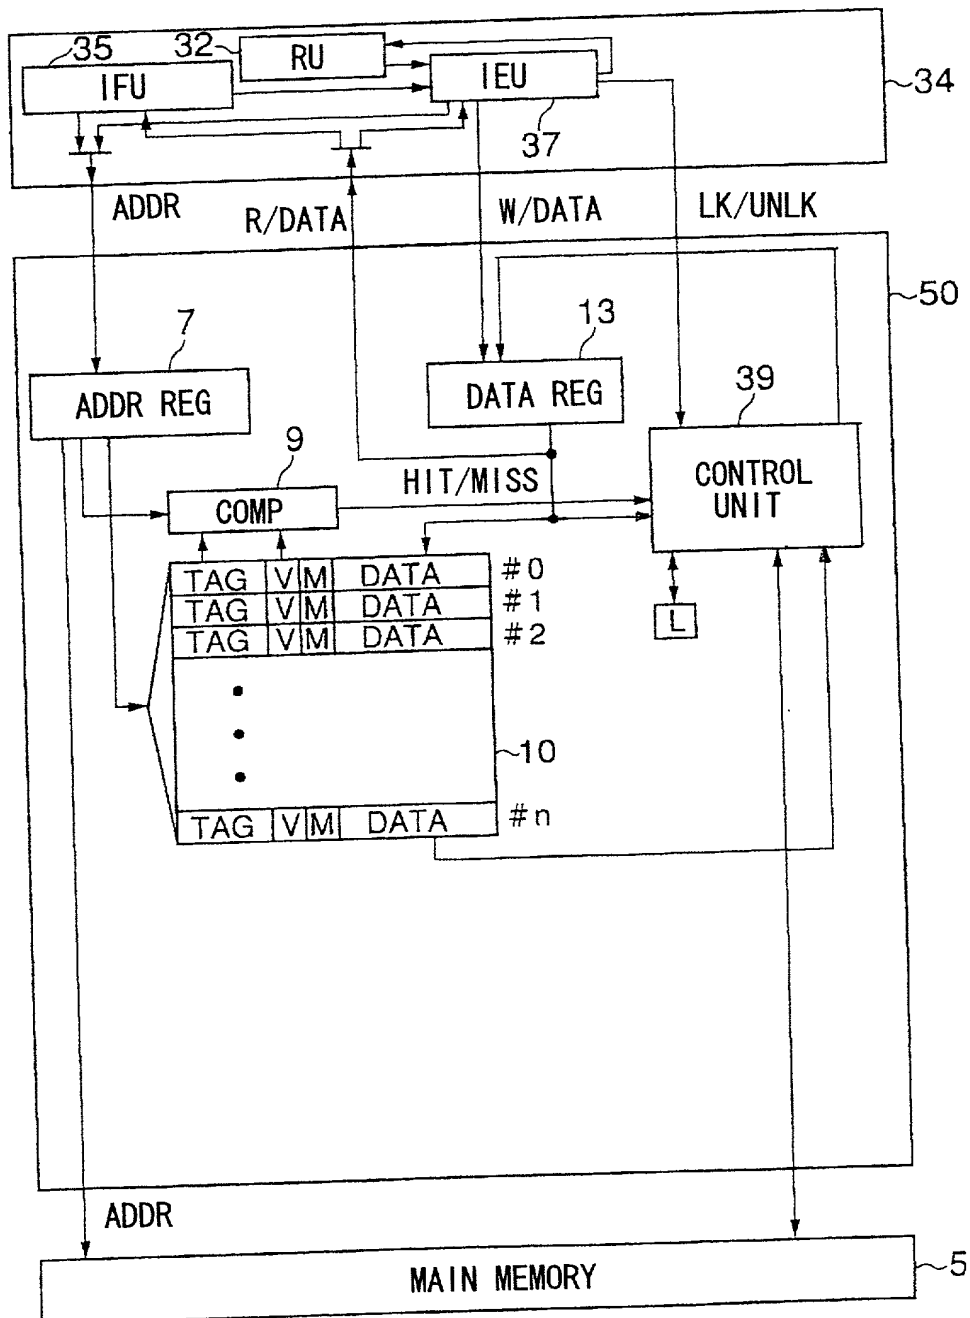 35
32
RU
IFU
IEU
34
37
ADDR
R/DATA
W/DATA
LK/UNLK
50
7
13
ADDR REG
DATA REG
39
9
HIT/MISS
CONTROL
UNIT
COMP
TAG V M DATA #0
TAG V M DATA #1
TAG V M DATA #2
L
10
TAG V M DATA #n
ADDR
MAIN MEMORY
5